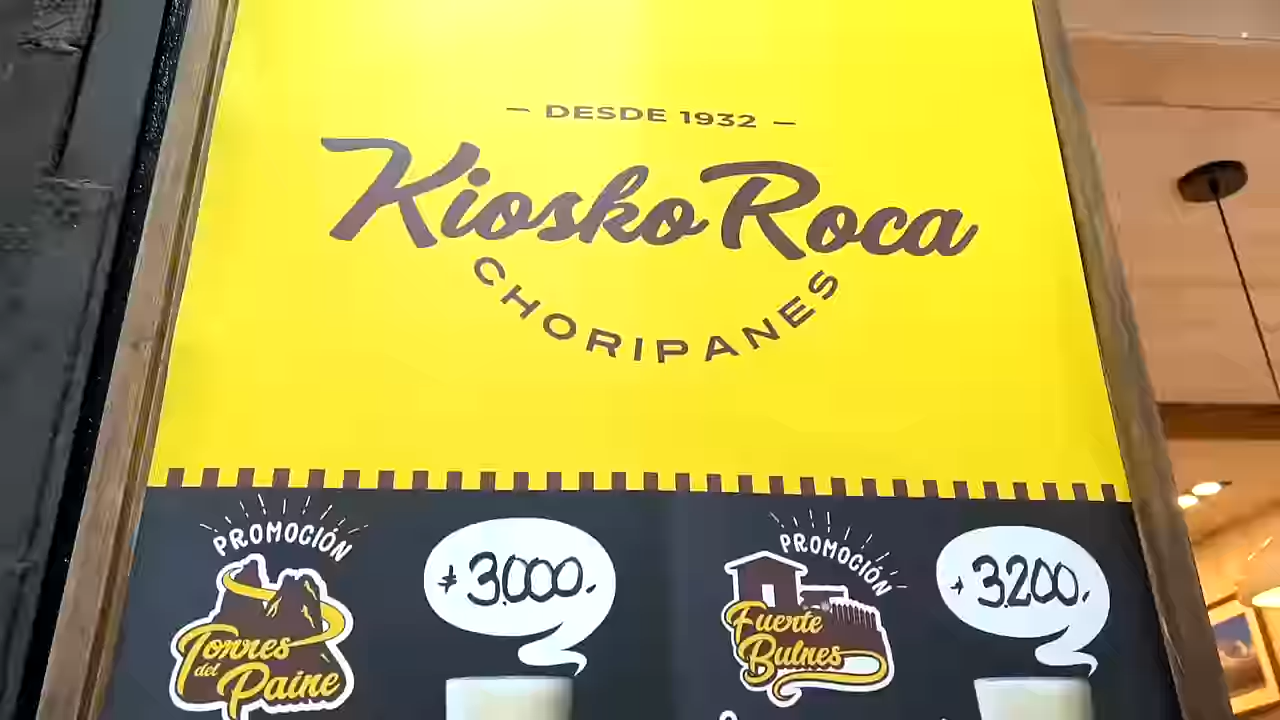 — DESDE 1932 —
Kiosko Roca
CHORIPANES
PROMOCIÓN
Torres
del Paine
$3.000.
PROMOCIÓN
Fuerte
Bulnes
$3.200.